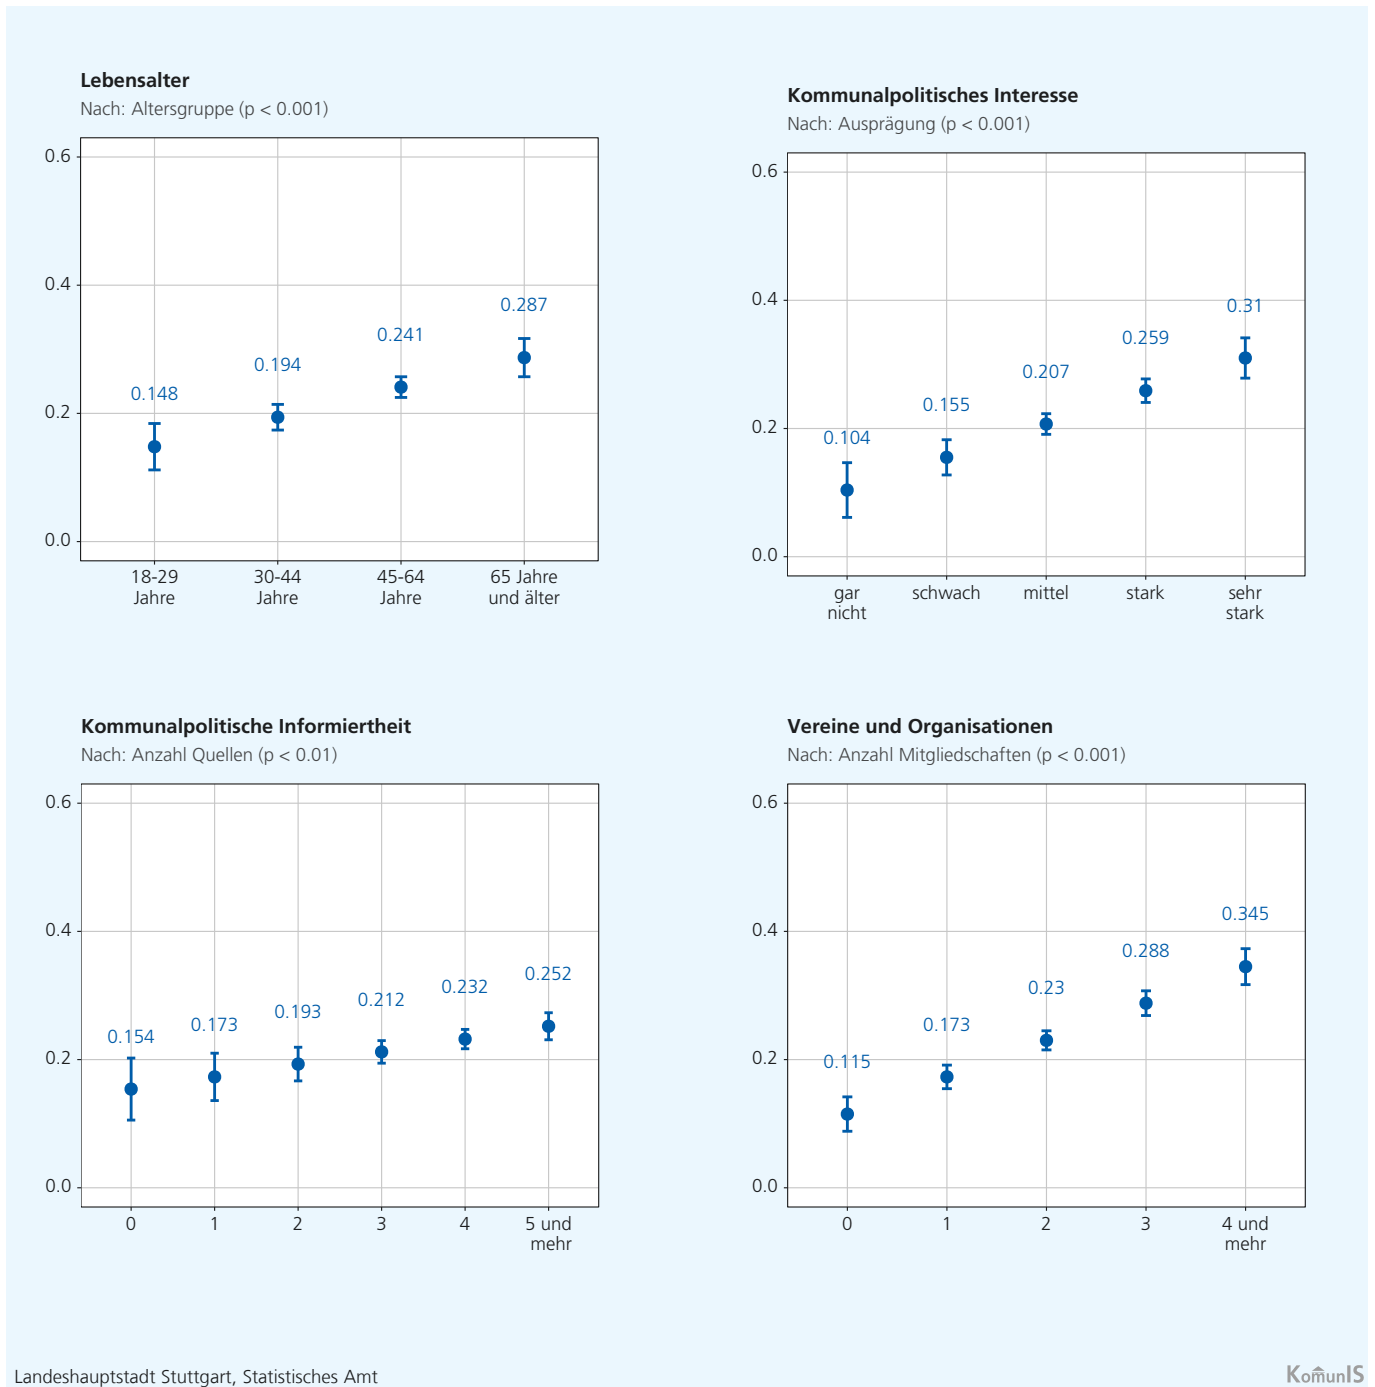 Lebensalter
Nach: Altersgruppe (p < 0.001)
0.6
0.4
0.2
0.0
0.148
0.194
0.241
0.287
18-29
Jahre
30-44
Jahre
45-64
Jahre
65 Jahre
und älter
Kommunalpolitisches Interesse
Nach: Ausprägung (p < 0.001)
0.6
0.4
0.2
0.0
0.104
0.155
0.207
0.259
0.31
gar
nicht
schwach
mittel
stark
sehr
stark
Kommunalpolitische Informiertheit
Nach: Anzahl Quellen (p < 0.01)
0.6
0.4
0.2
0.0
0.154
0.173
0.193
0.212
0.232
0.252
0
1
2
3
4
5 und
mehr
Vereine und Organisationen
Nach: Anzahl Mitgliedschaften (p < 0.001)
0.6
0.4
0.2
0.0
0.115
0.173
0.23
0.288
0.345
0
1
2
3
4 und
mehr
Landeshauptstadt Stuttgart, Statistisches Amt
KomunIS